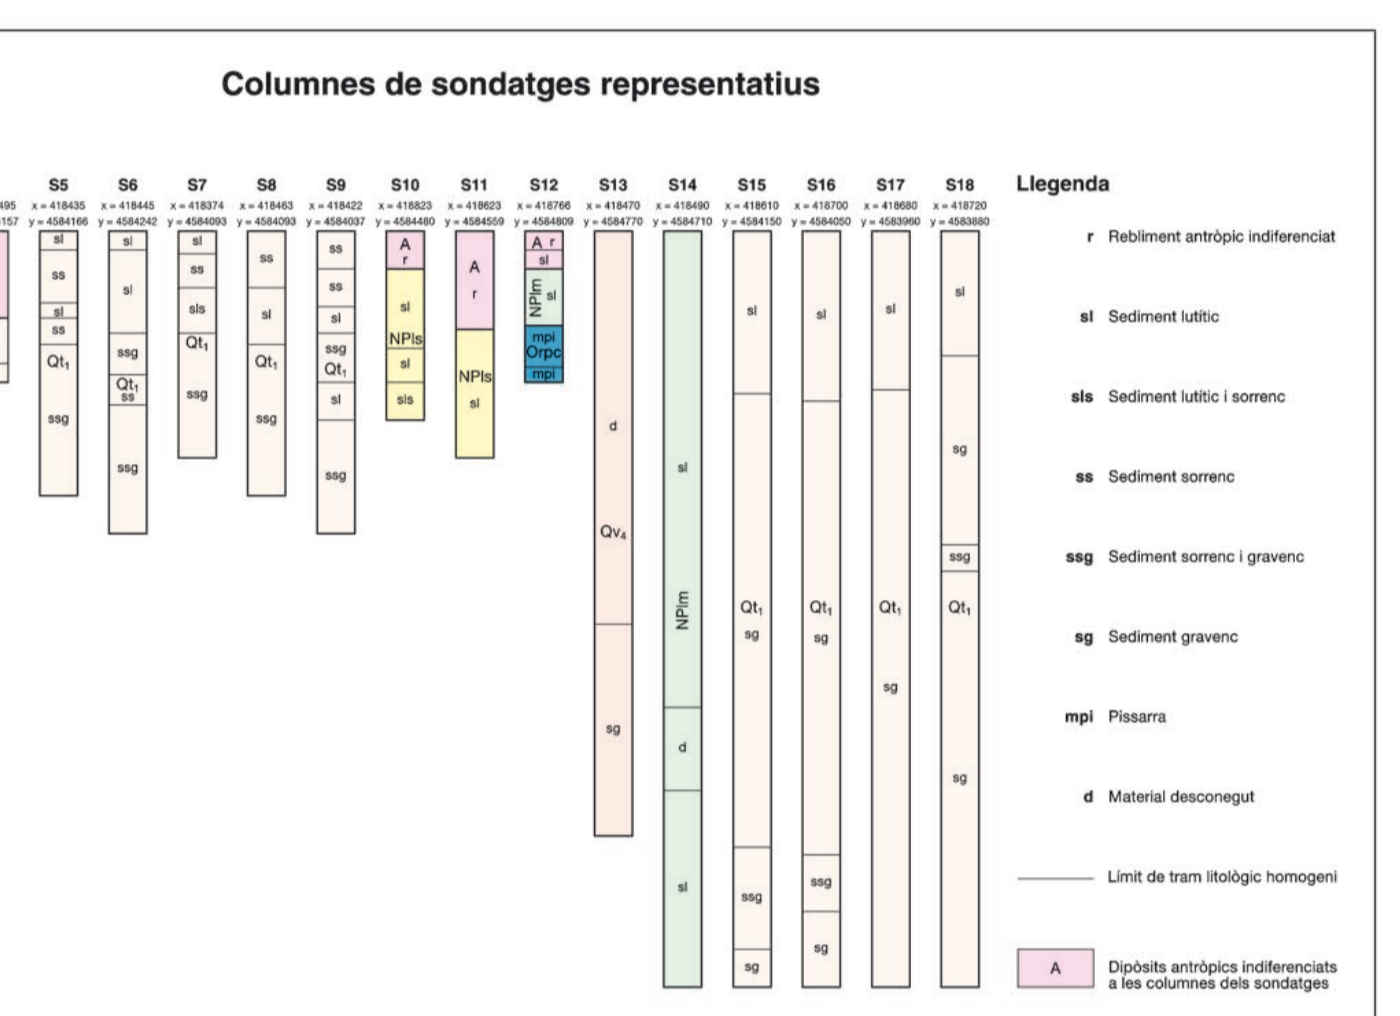 Columnes de sondatges representatius
S5 S6 S7 S8 S9 S10 S11 S12 S13 S14 S15 S16 S17 S18 Llegenda
495 x = 418435 x = 418445 x = 418374 x = 418463 x = 418422 x = 418823 x = 418623 x = 418766 x = 418470 x = 418490 x = 418610 x = 418700 x = 418680 x = 418720
157 y = 4584166 y = 4584242 y = 4584093 y = 4584093 y = 4584037 y = 4584480 y = 4584559 y = 4584809 y = 4584770 y = 4584710 y = 4584150 y = 4584050 y = 4583960 y = 4583880
sl
ss
sl
ss
Qt₁
ssg
sl
sl
ssg
Qt₁
ss
ssg
sl
ss
sls
Qt₁
ssg
ss
sl
Qt₁
ssg
ss
ss
sl
ssg
Qt₁
sl
ssg
A
r
sl
NPls
sl
sls
A
r
NPls
sl
A r
sl
NPlm sl
mpi
Orpc
mpi
d
Qv₄
sg
sl
NPlm
d
sl
sl
Qt₁
sg
ssg
sg
sl
Qt₁
sg
ssg
sg
sl
Qt₁
sg
sl
sg
ssg
Qt₁
sg
r Rebliment antròpic indiferenciat
sl Sediment lutític
sls Sediment lutític i sorrenc
ss Sediment sorrenc
ssg Sediment sorrenc i gravenc
sg Sediment gravenc
mpi Pissarra
d Material desconegut
Límit de tram litològic homogeni
A Dipòsits antròpics indiferenciats
a les columnes dels sondatges